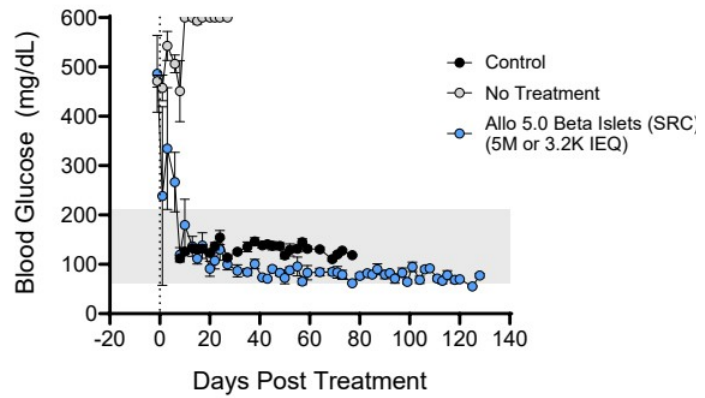 600
500
400
300
200
100
0
Blood Glucose (mg/dL)
-20 0 20 40 60 80 100 120 140
Days Post Treatment
Control
No Treatment
Allo 5.0 Beta Islets (SRC)
(5M or 3.2K IEQ)